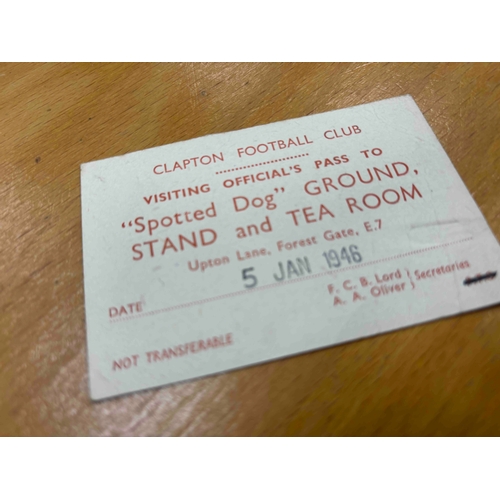 CLAPTON FOOTBALL CLUB
VISITING OFFICIAL'S PASS TO
"Spotted Dog" GROUND,
STAND and TEA ROOM
Upton Lane, Forest Gate, E.7
5 JAN 1946
DATE
F. C. B. Lord } Secretaries
A. A. Oliver
NOT TRANSFERABLE